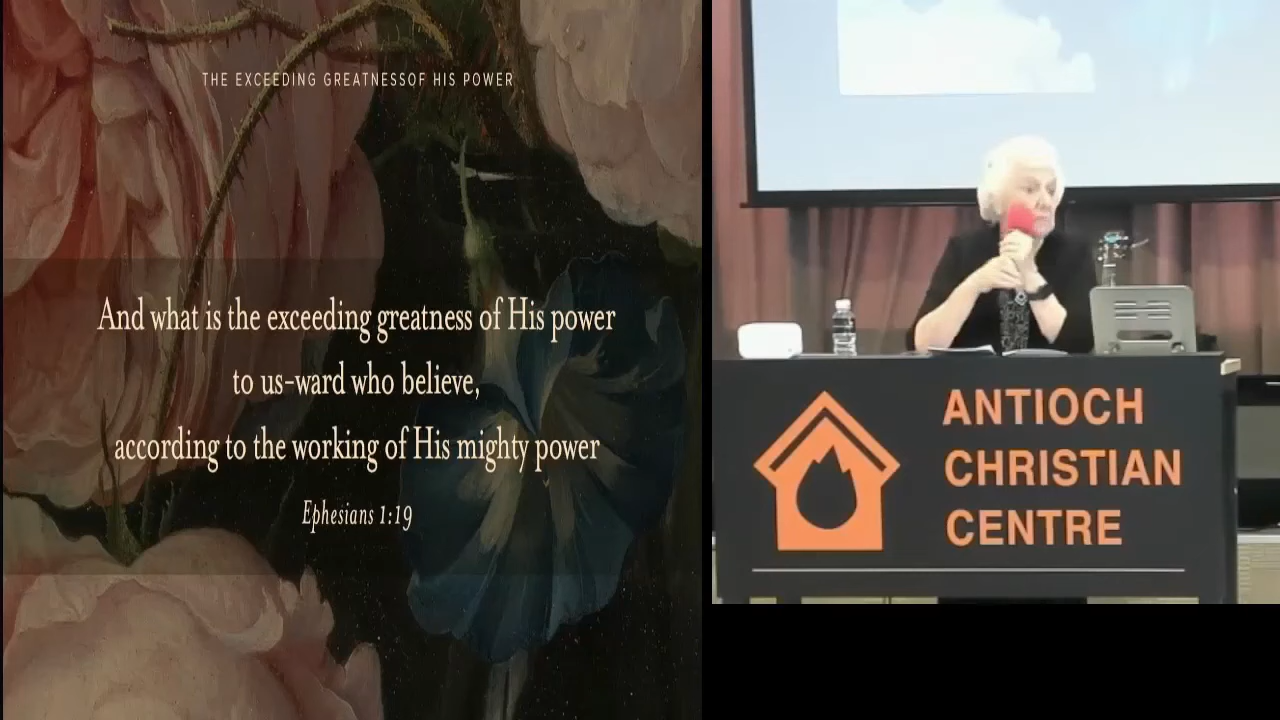 THE EXCEEDING GREATNESSOF HIS POWER
And what is the exceeding greatness of His power
to us-ward who believe,
according to the working of His mighty power
Ephesians 1:19
ANTIOCH
CHRISTIAN
CENTRE